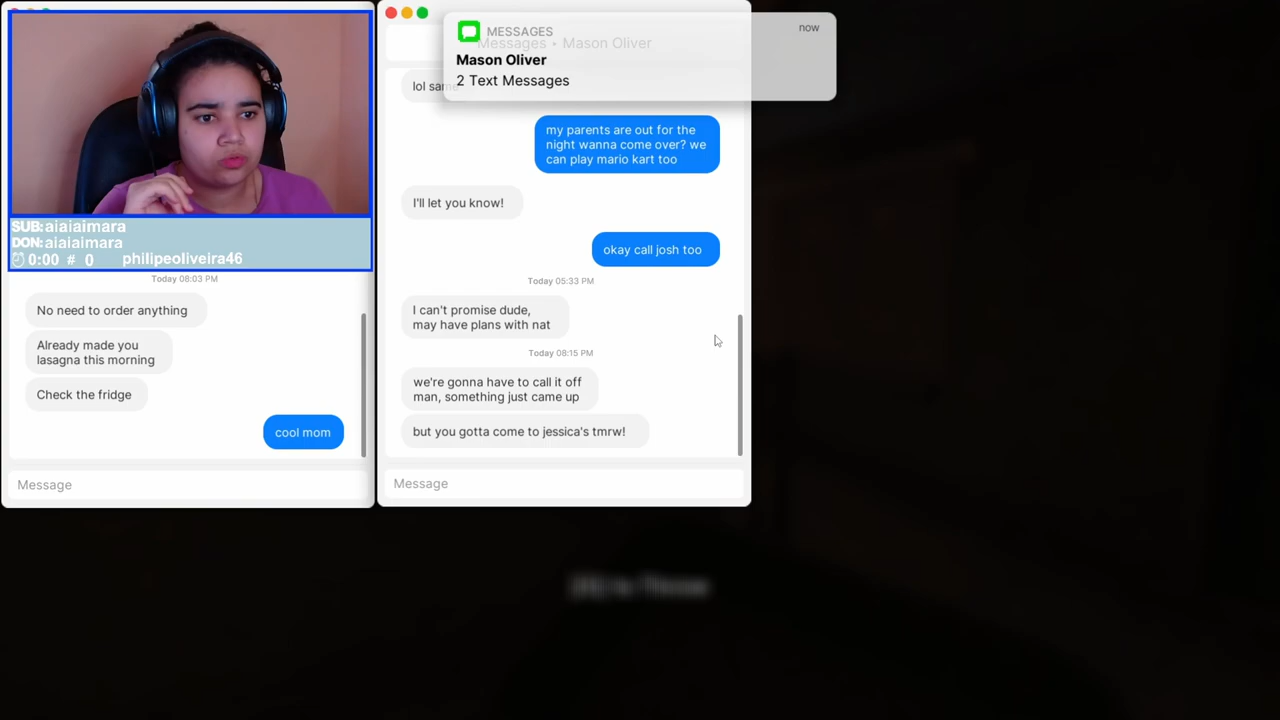 SUB: aiaiaimara
DON: aiaiaimara
0:00 # 0 philipeoliveira46
Today 08:03 PM
No need to order anything
Already made you
lasagna this morning
Check the fridge
cool mom
Message
MESSAGES
now
Messages • Mason Oliver
Mason Oliver
2 Text Messages
lol same
my parents are out for the
night wanna come over? we
can play mario kart too
I'll let you know!
okay call josh too
Today 05:33 PM
I can't promise dude,
may have plans with nat
Today 08:15 PM
we're gonna have to call it off
man, something just came up
but you gotta come to jessica's tmrw!
Message